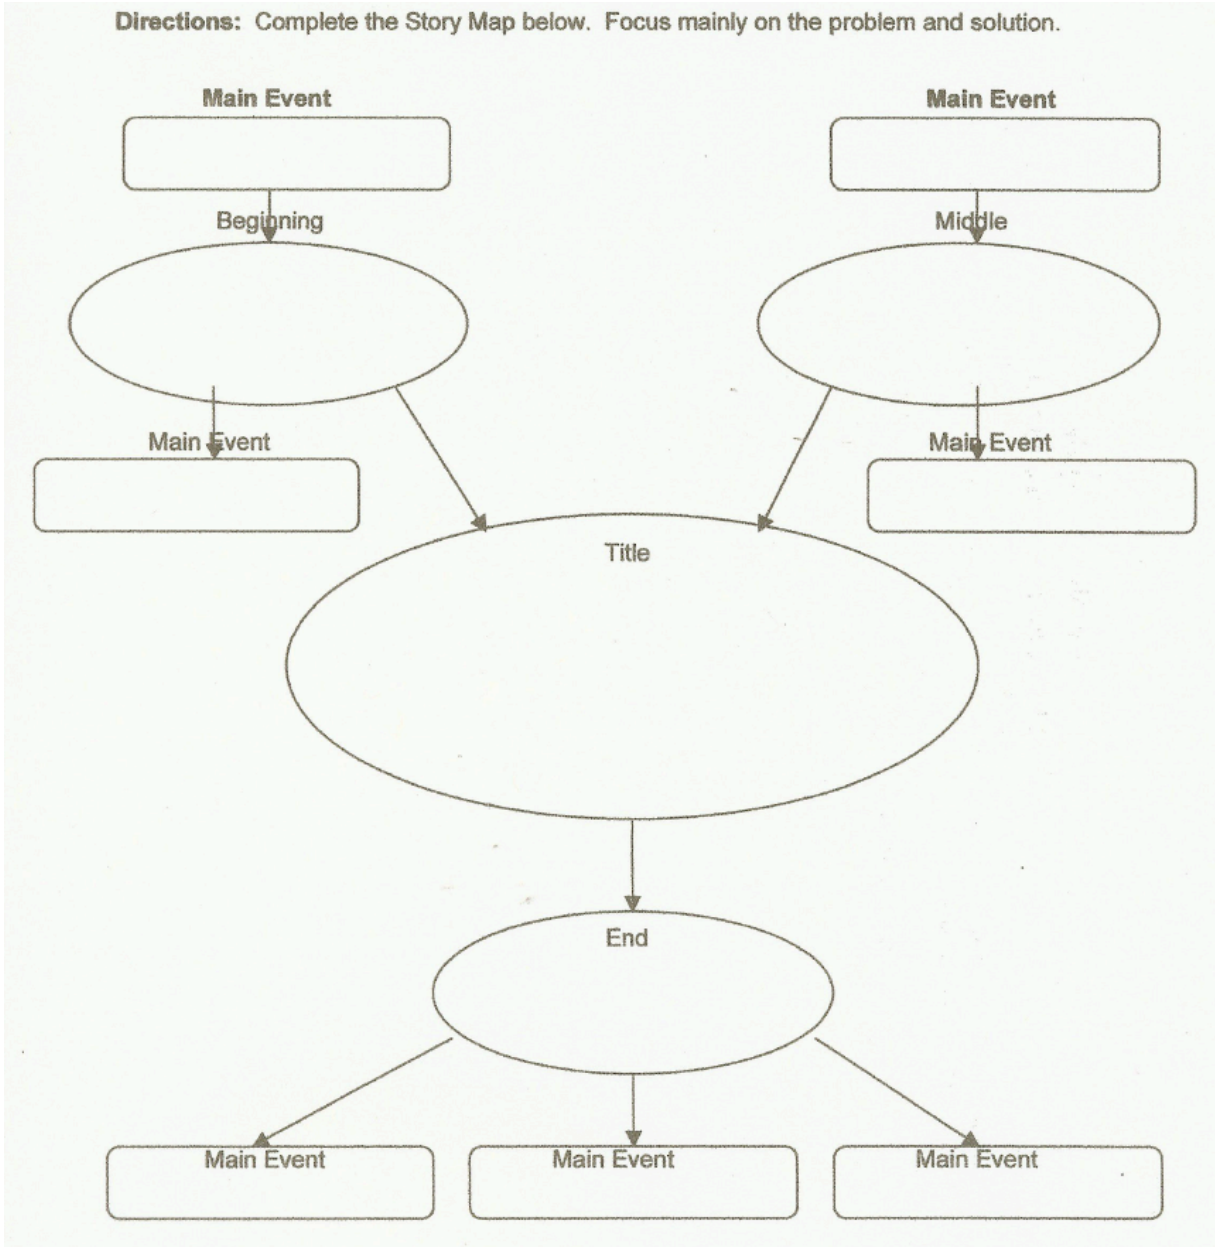 Directions: Complete the Story Map below. Focus mainly on the problem and solution.
Main Event
Main Event
Beginning
Middle
Main Event
Main Event
Title
End
Main Event
Main Event
Main Event